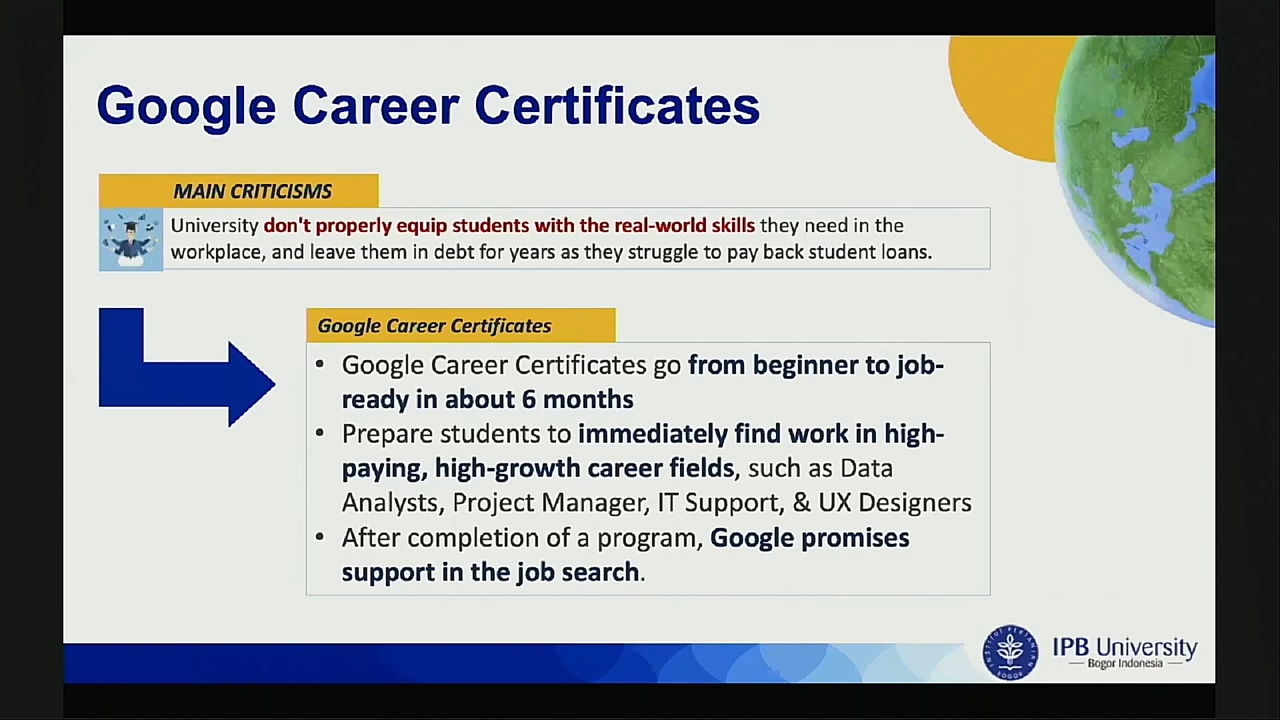 Google Career Certificates
MAIN CRITICISMS
University don't properly equip students with the real-world skills they need in the
workplace, and leave them in debt for years as they struggle to pay back student loans.
Google Career Certificates
• Google Career Certificates go from beginner to job-
ready in about 6 months
• Prepare students to immediately find work in high-
paying, high-growth career fields, such as Data
Analysts, Project Manager, IT Support, & UX Designers
• After completion of a program, Google promises
support in the job search.
INSTITUT PERTANIAN
BOGOR
IPB University
Bogor Indonesia